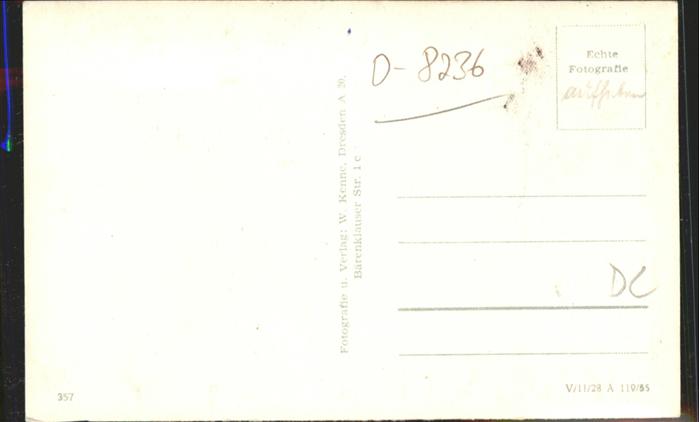 D-8236
Echte
Fotografie
Fotografie u. Verlag: W. Kenne, Dresden A 20,
Bärenklauser Str. 1 c
DC
357
V/11/28 A 119/55